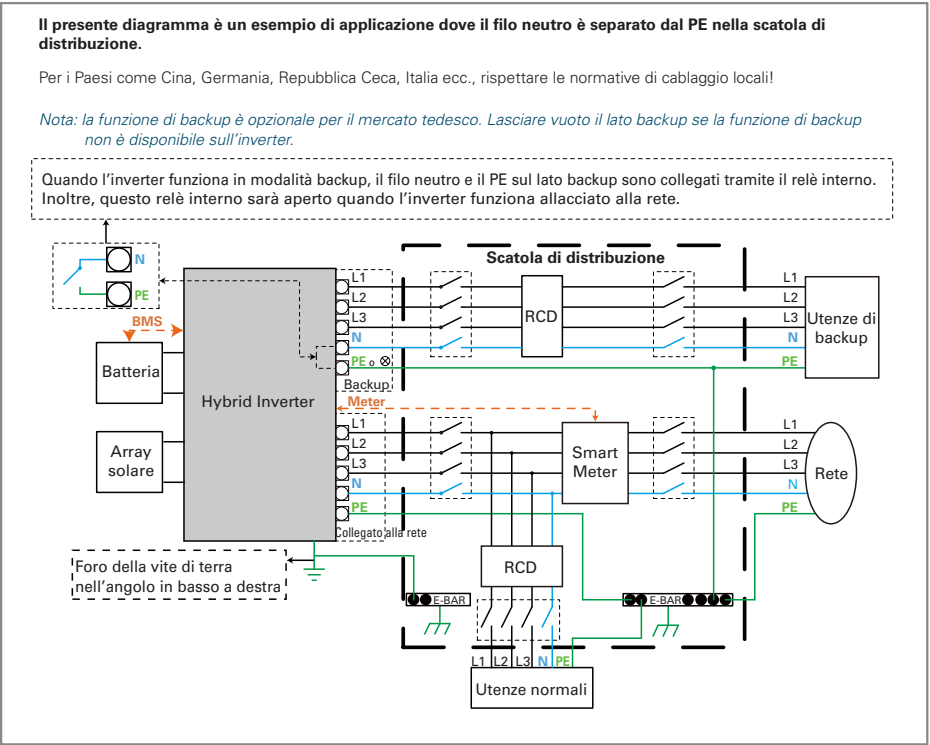 Il presente diagramma è un esempio di applicazione dove il filo neutro è separato dal PE nella scatola di
distribuzione.
Per i Paesi come Cina, Germania, Repubblica Ceca, Italia ecc., rispettare le normative di cablaggio locali!
Nota: la funzione di backup è opzionale per il mercato tedesco. Lasciare vuoto il lato backup se la funzione di backup
non è disponibile sull'inverter.
Quando l'inverter funziona in modalità backup, il filo neutro e il PE sul lato backup sono collegati tramite il relè interno.
Inoltre, questo relè interno sarà aperto quando l'inverter funziona allacciato alla rete.
Scatola di distribuzione
N
PE
BMS
Batteria
Array
solare
Hybrid Inverter
L1
L2
L3
N
PE o ⊗
Backup
RCD
L1
L2
L3
N
PE
Utenze di
backup
Meter
L1
L2
L3
N
PE
Collegato alla rete
Smart
Meter
L1
L2
L3
N
PE
Rete
RCD
Foro della vite di terra
nell'angolo in basso a destra
E-BAR
E-BAR
L1 L2 L3 N PE
Utenze normali